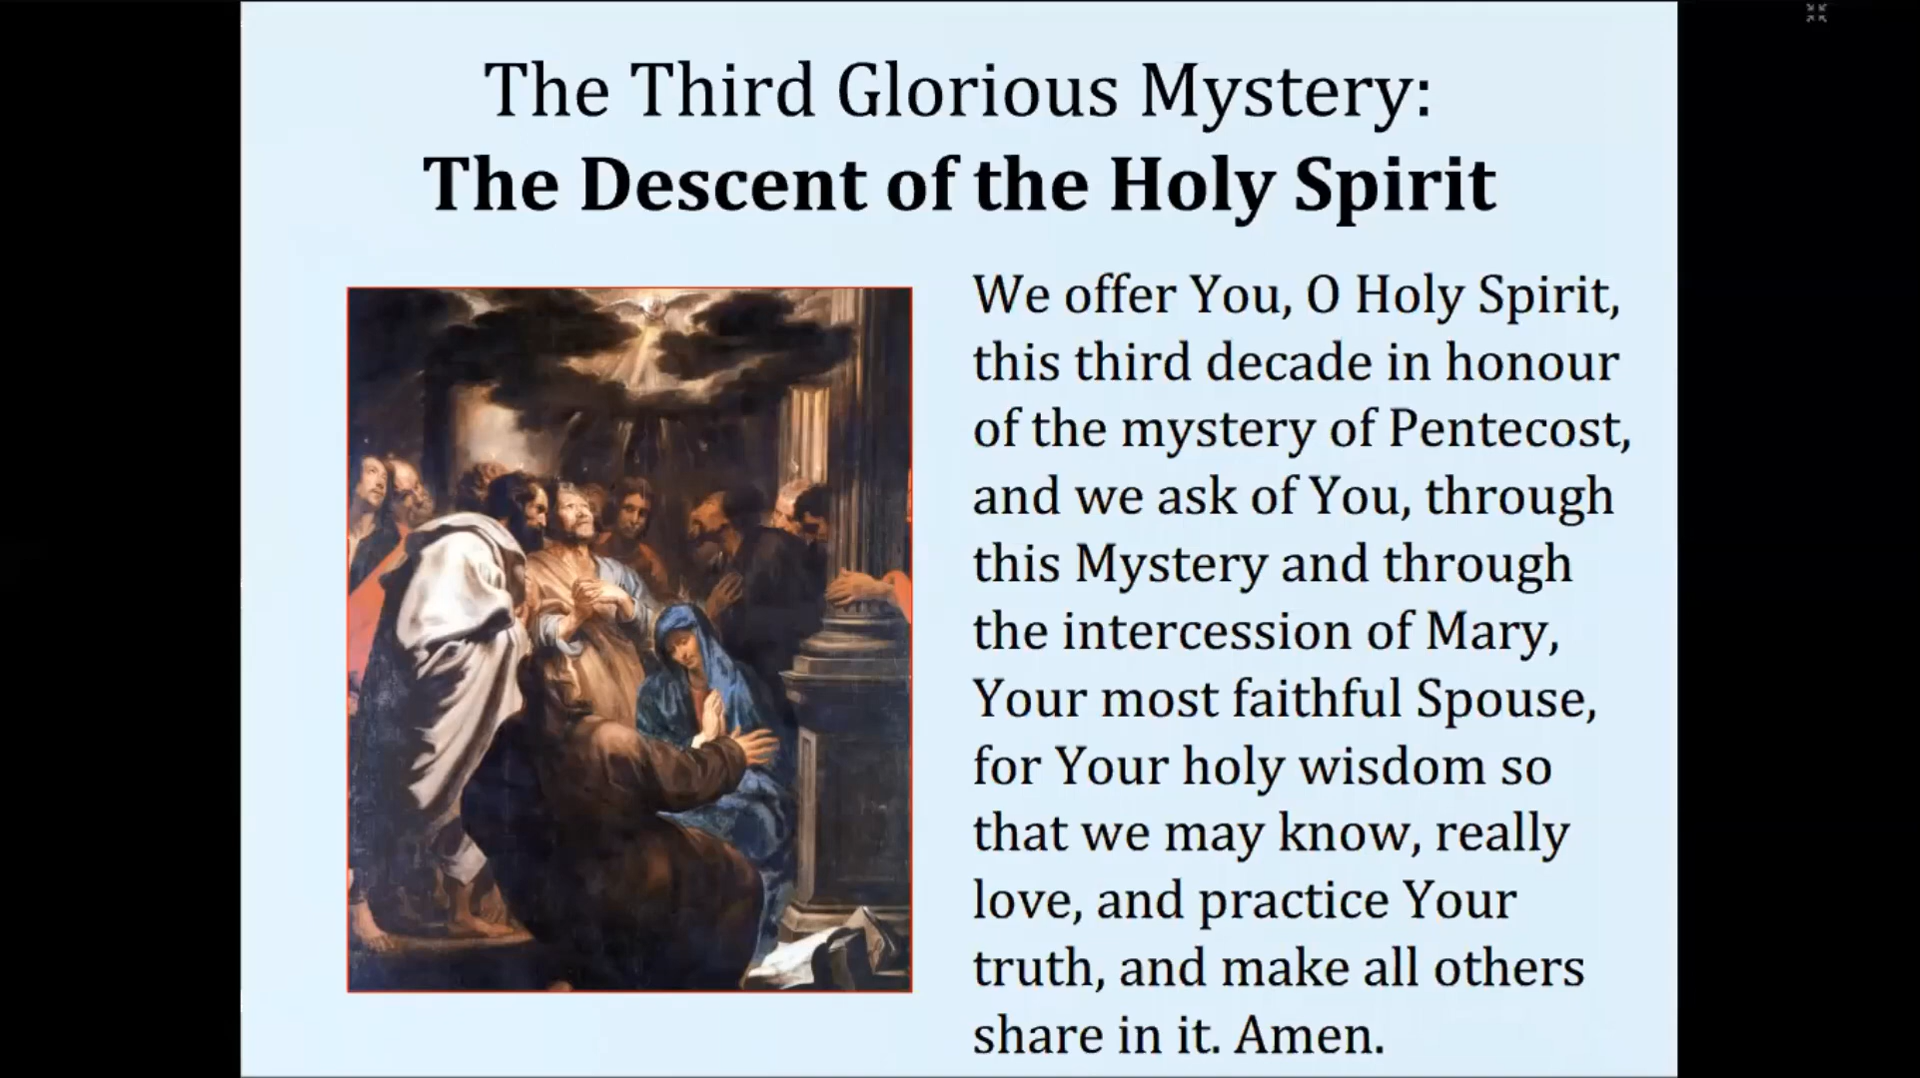 The Third Glorious Mystery:
The Descent of the Holy Spirit
We offer You, O Holy Spirit,
this third decade in honour
of the mystery of Pentecost,
and we ask of You, through
this Mystery and through
the intercession of Mary,
Your most faithful Spouse,
for Your holy wisdom so
that we may know, really
love, and practice Your
truth, and make all others
share in it. Amen.